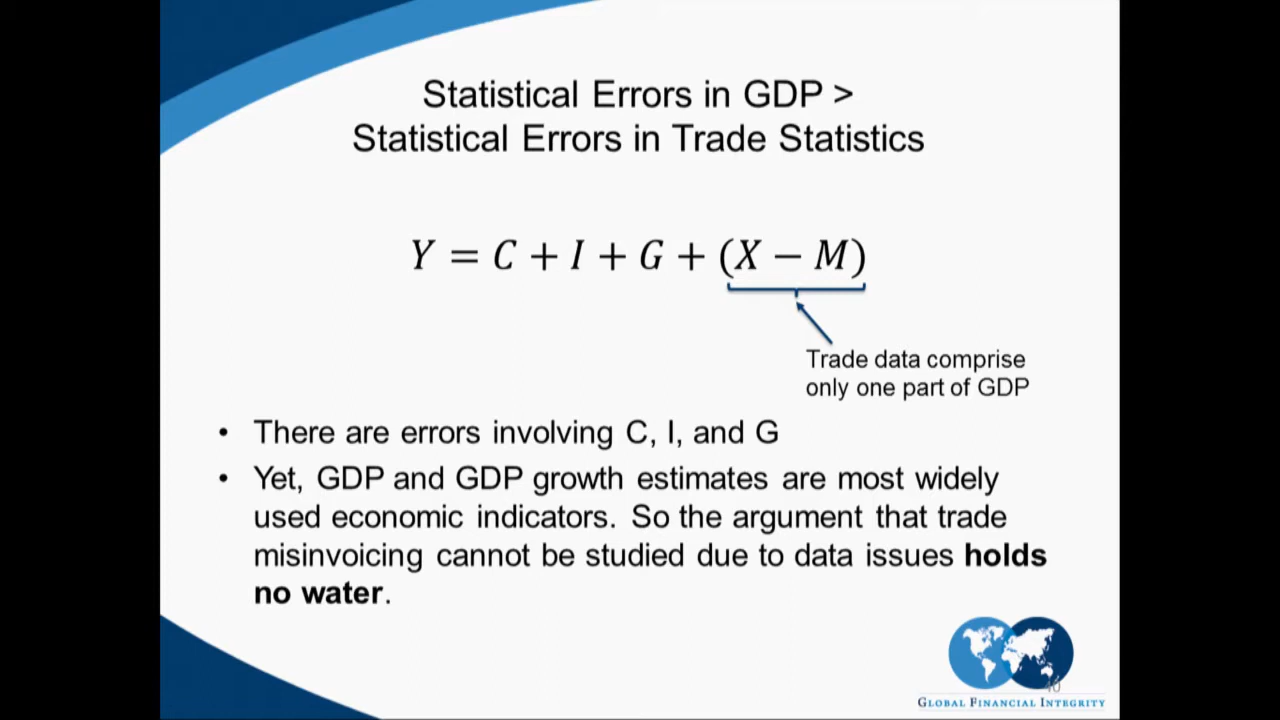 Statistical Errors in GDP >
Statistical Errors in Trade Statistics
Y = C + I + G + (X − M)
Trade data comprise
only one part of GDP
• There are errors involving C, I, and G
• Yet, GDP and GDP growth estimates are most widely
used economic indicators. So the argument that trade
misinvoicing cannot be studied due to data issues holds
no water.
40
GLOBAL FINANCIAL INTEGRITY